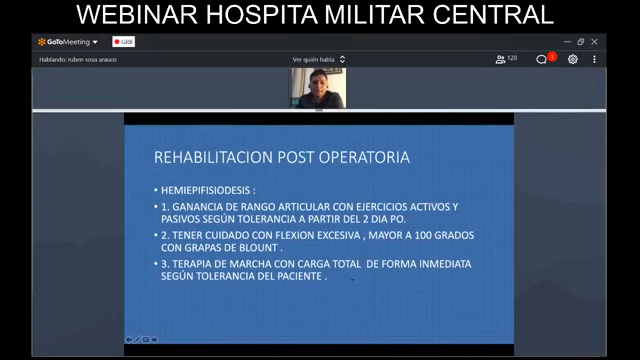 WEBINAR HOSPITA MILITAR CENTRAL
GoToMeeting
GRB
Hablando: ruben sosa arauco
Ver quién habla
120
1
REHABILITACION POST OPERATORIA
• HEMIEPIFISIODESIS :
• 1. GANANCIA DE RANGO ARTICULAR CON EJERCICIOS ACTIVOS Y
PASIVOS SEGÚN TOLERANCIA A PARTIR DEL 2 DIA PO.
• 2. TENER CUIDADO CON FLEXION EXCESIVA , MAYOR A 100 GRADOS
CON GRAPAS DE BLOUNT .
• 3. TERAPIA DE MARCHA CON CARGA TOTAL DE FORMA INMEDIATA
SEGÚN TOLERANCIA DEL PACIENTE .